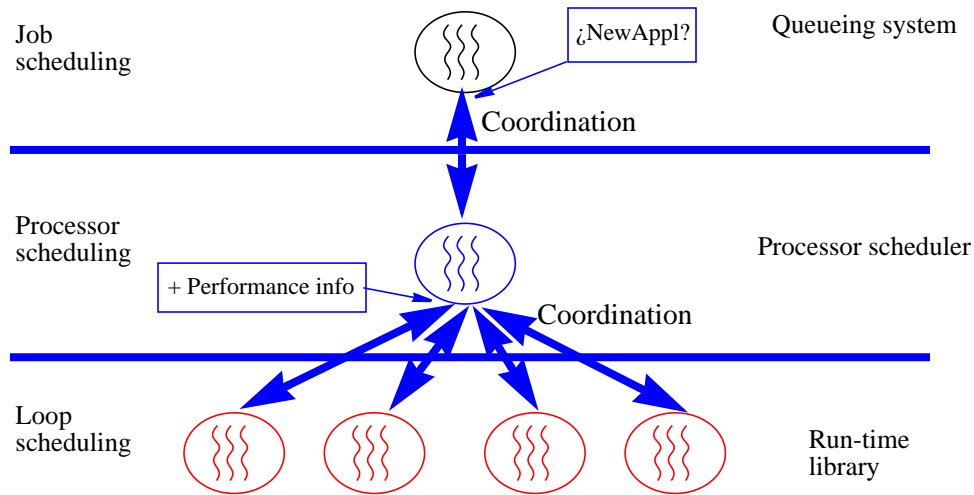 Job
scheduling
¿NewAppl?
Queueing system
Coordination
Processor
scheduling
Processor scheduler
+ Performance info
Coordination
Loop
scheduling
Run-time
library